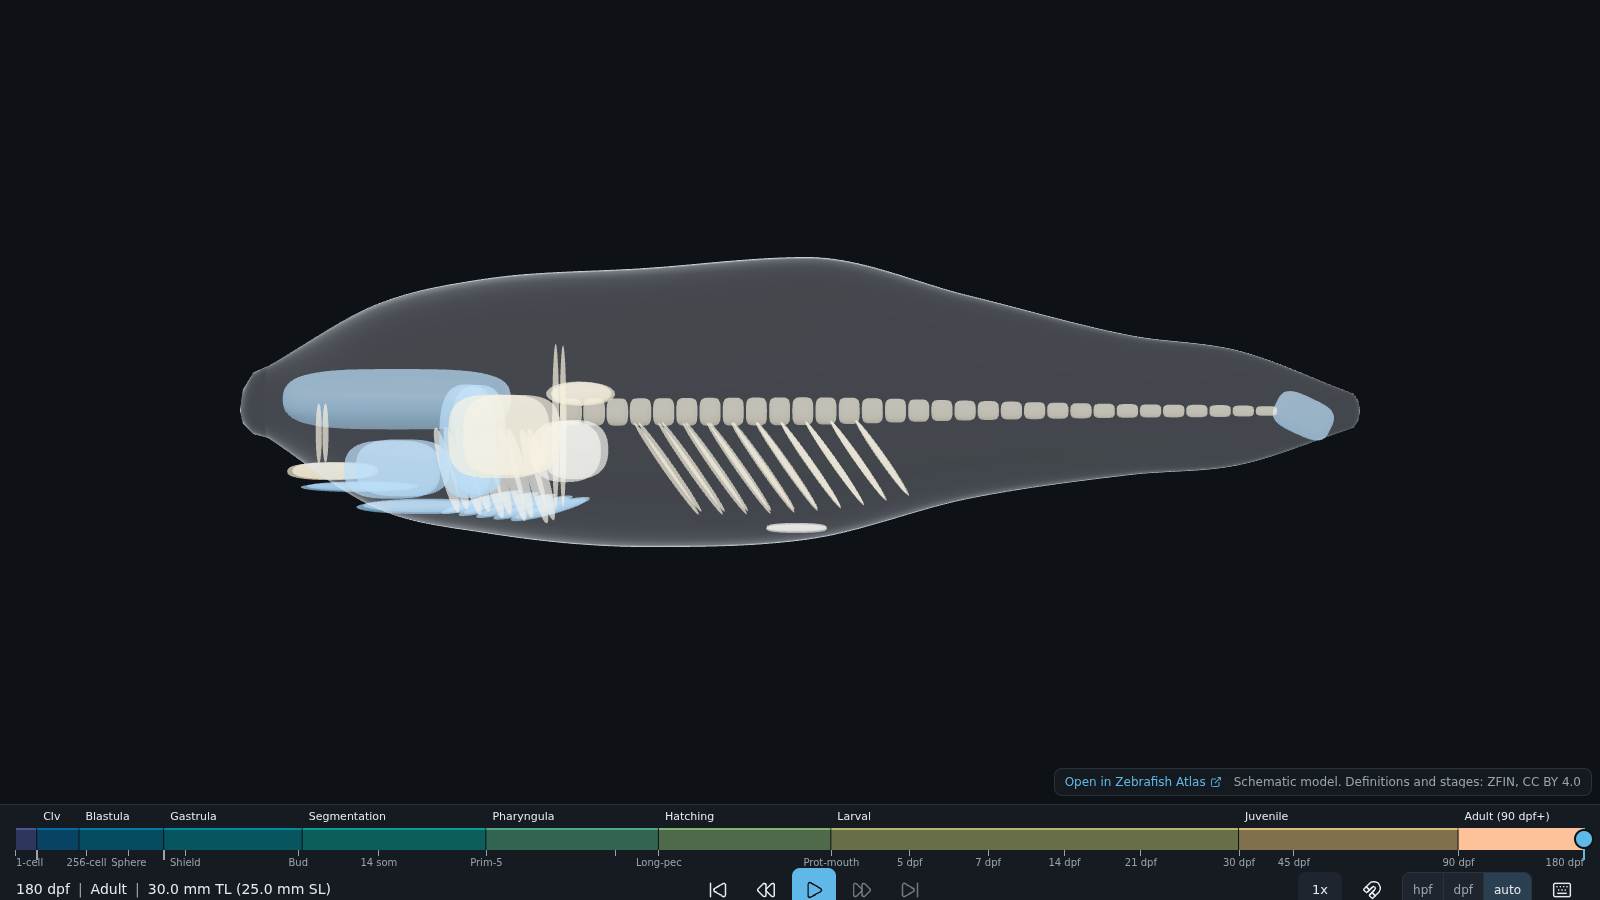 Open in Zebrafish Atlas Schematic model. Definitions and stages: ZFIN, CC BY 4.0
Clv Blastula Gastrula Segmentation Pharyngula Hatching Larval Juvenile Adult (90 dpf+)
1-cell 256-cell Sphere Shield Bud 14 som Prim-5 Long-pec Prot-mouth 5 dpf 7 dpf 14 dpf 21 dpf 30 dpf 45 dpf 90 dpf 180 dpf
180 dpf | Adult | 30.0 mm TL (25.0 mm SL) 1x hpf dpf auto